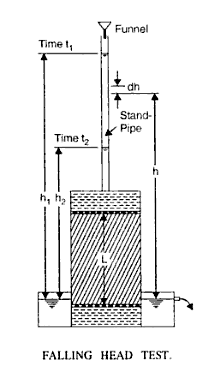 Funnel
Time t₁
dh
Stand-
Pipe
Time t₂
h
h₁ h₂
L
FALLING HEAD TEST.